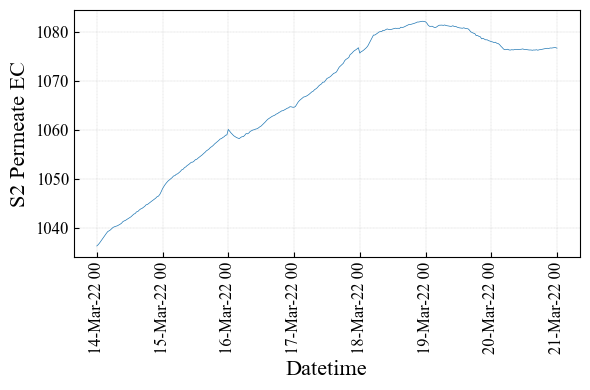 S2 Permeate EC
1080
1070
1060
1050
1040
14-Mar-22 00
15-Mar-22 00
16-Mar-22 00
17-Mar-22 00
18-Mar-22 00
19-Mar-22 00
20-Mar-22 00
21-Mar-22 00
Datetime